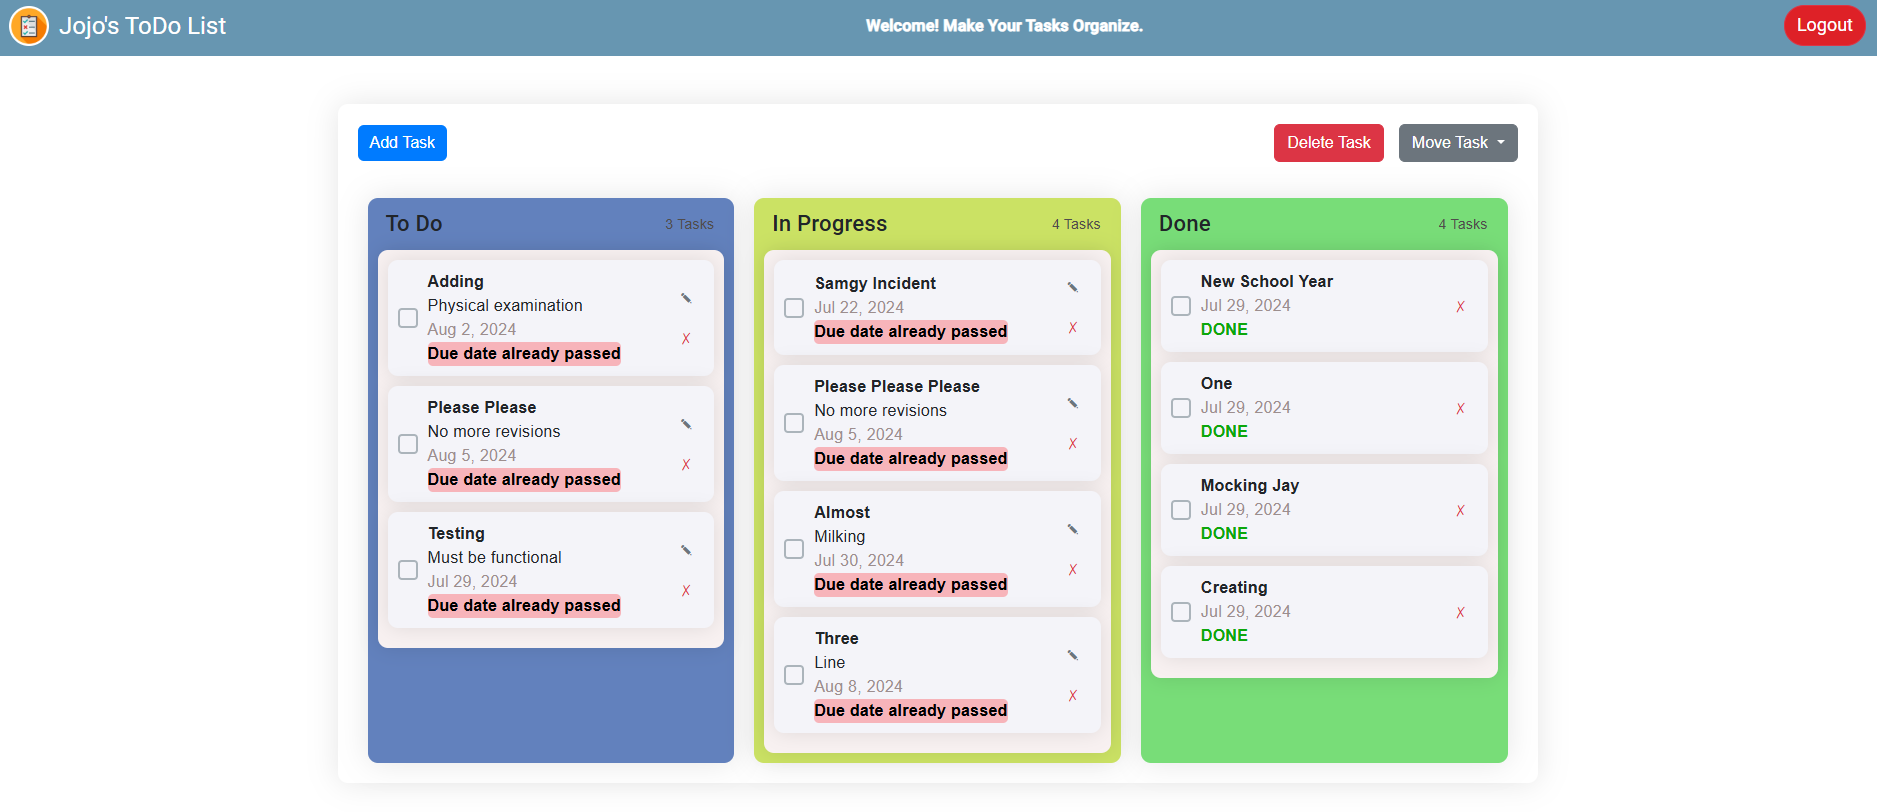 Jojo's ToDo List
Welcome! Make Your Tasks Organize.
Logout
Add Task
Delete Task
Move Task
To Do
3 Tasks
Adding
Physical examination
Aug 2, 2024
Due date already passed
Please Please
No more revisions
Aug 5, 2024
Due date already passed
Testing
Must be functional
Jul 29, 2024
Due date already passed
In Progress
4 Tasks
Samgy Incident
Jul 22, 2024
Due date already passed
Please Please Please
No more revisions
Aug 5, 2024
Due date already passed
Almost
Milking
Jul 30, 2024
Due date already passed
Three
Line
Aug 8, 2024
Due date already passed
Done
4 Tasks
New School Year
Jul 29, 2024
DONE
One
Jul 29, 2024
DONE
Mocking Jay
Jul 29, 2024
DONE
Creating
Jul 29, 2024
DONE